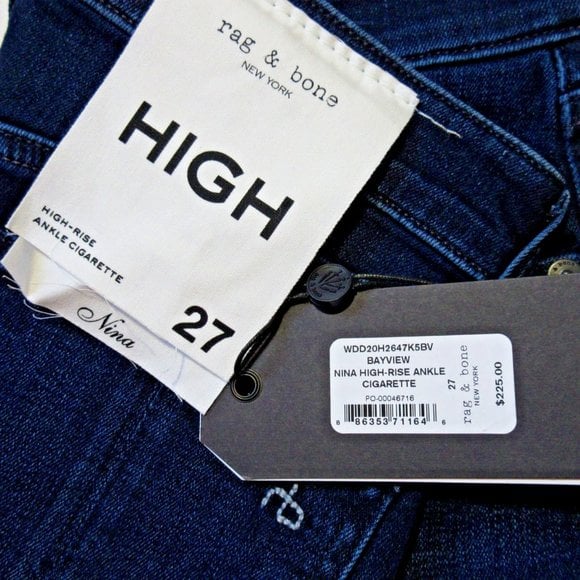 rag & bone
NEW YORK
HIGH
HIGH-RISE
ANKLE CIGARETTE
27
Nina
WDD20H2647K5BV
BAYVIEW
NINA HIGH-RISE ANKLE
CIGARETTE
PO-00046716
8 86353 71164 6
27
rag & bone
NEW YORK
$225.00